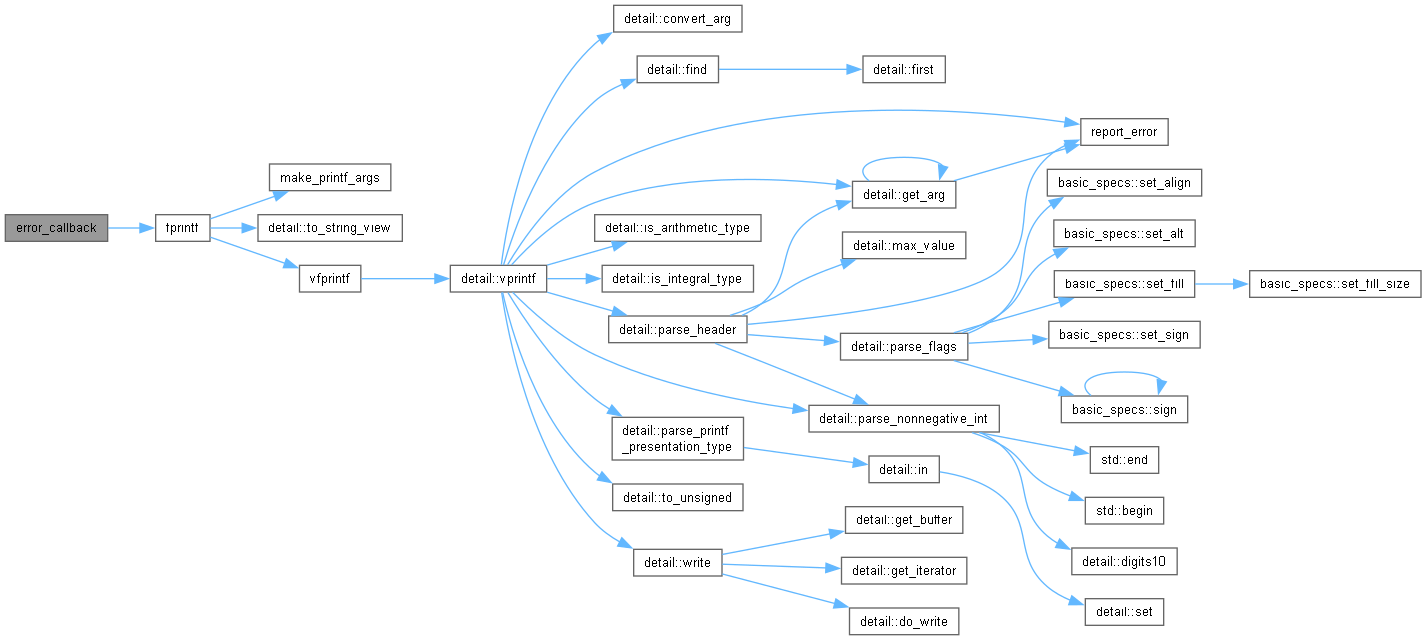 detail::convert_arg
detail::find
detail::first
report_error
make_printf_args
basic_specs::set_align
detail::get_arg
error_callback
fprintf
detail::to_string_view
detail::is_arithmetic_type
basic_specs::set_alt
detail::max_value
vfprintf
detail::vprintf
detail::is_integral_type
basic_specs::set_fill
basic_specs::set_fill_size
detail::parse_header
basic_specs::set_sign
detail::parse_flags
basic_specs::sign
detail::parse_nonnegative_int
detail::parse_printf
_presentation_type
std::end
detail::in
detail::to_unsigned
std::begin
detail::get_buffer
detail::write
detail::digits10
detail::get_iterator
detail::set
detail::do_write